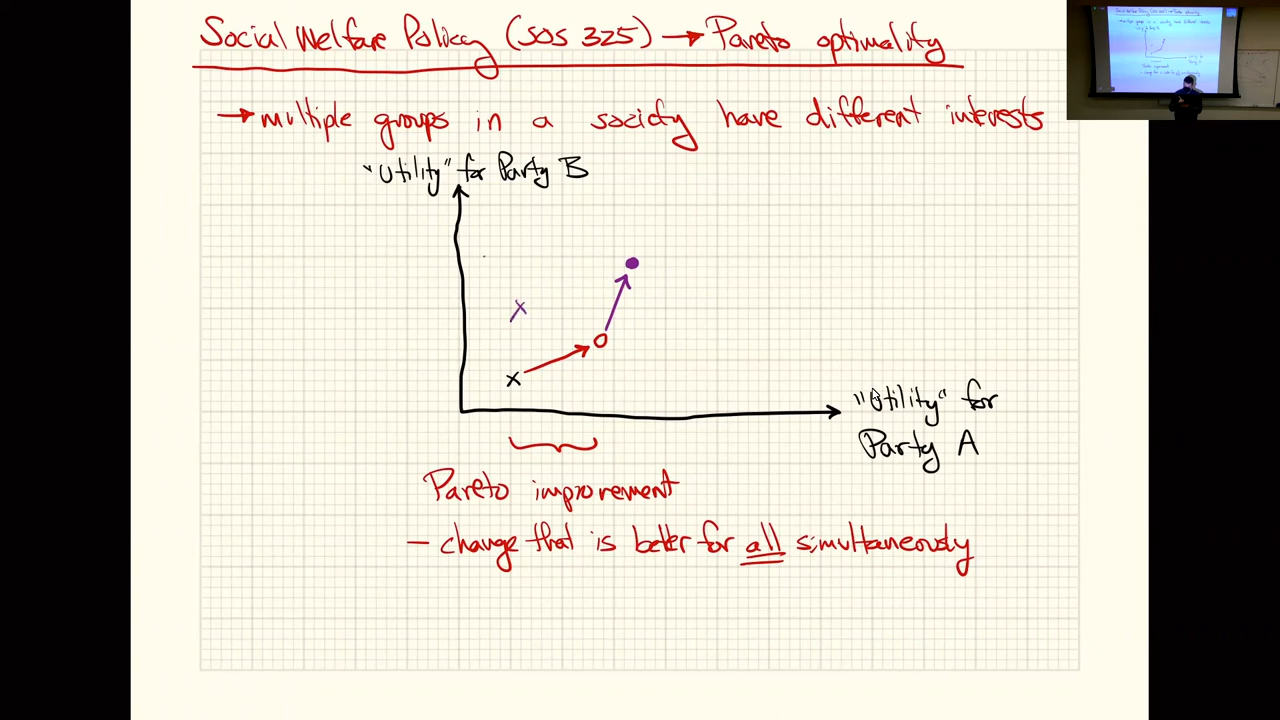 Social Welfare Policy (SOS 325) → Pareto optimality
→ multiple groups in a society have different interests
"Utility" for Party B
x
x
"Utility" for
Party A
Pareto improvement
- change that is better for all simultaneously